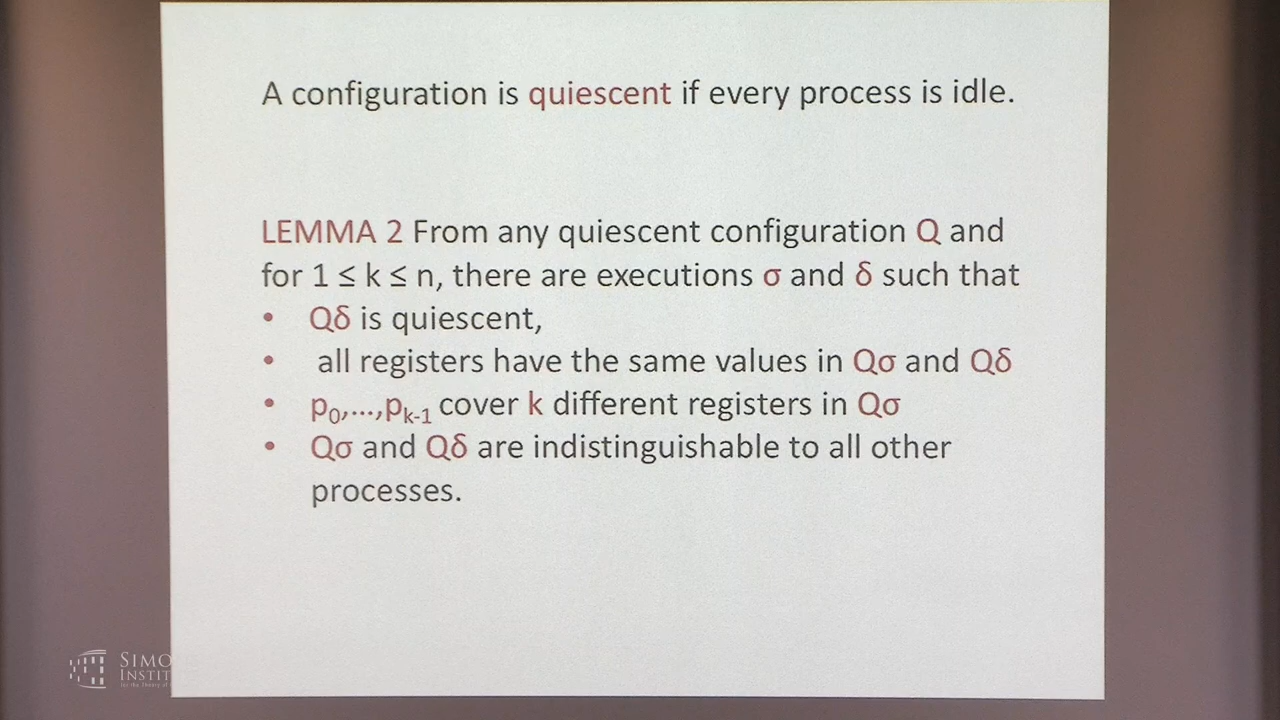 A configuration is quiescent if every process is idle.
LEMMA 2 From any quiescent configuration Q and
for 1 ≤ k ≤ n, there are executions σ and δ such that
• Qδ is quiescent,
• all registers have the same values in Qσ and Qδ
• p0,...,pk-1 cover k different registers in Qσ
• Qσ and Qδ are indistinguishable to all other
processes.